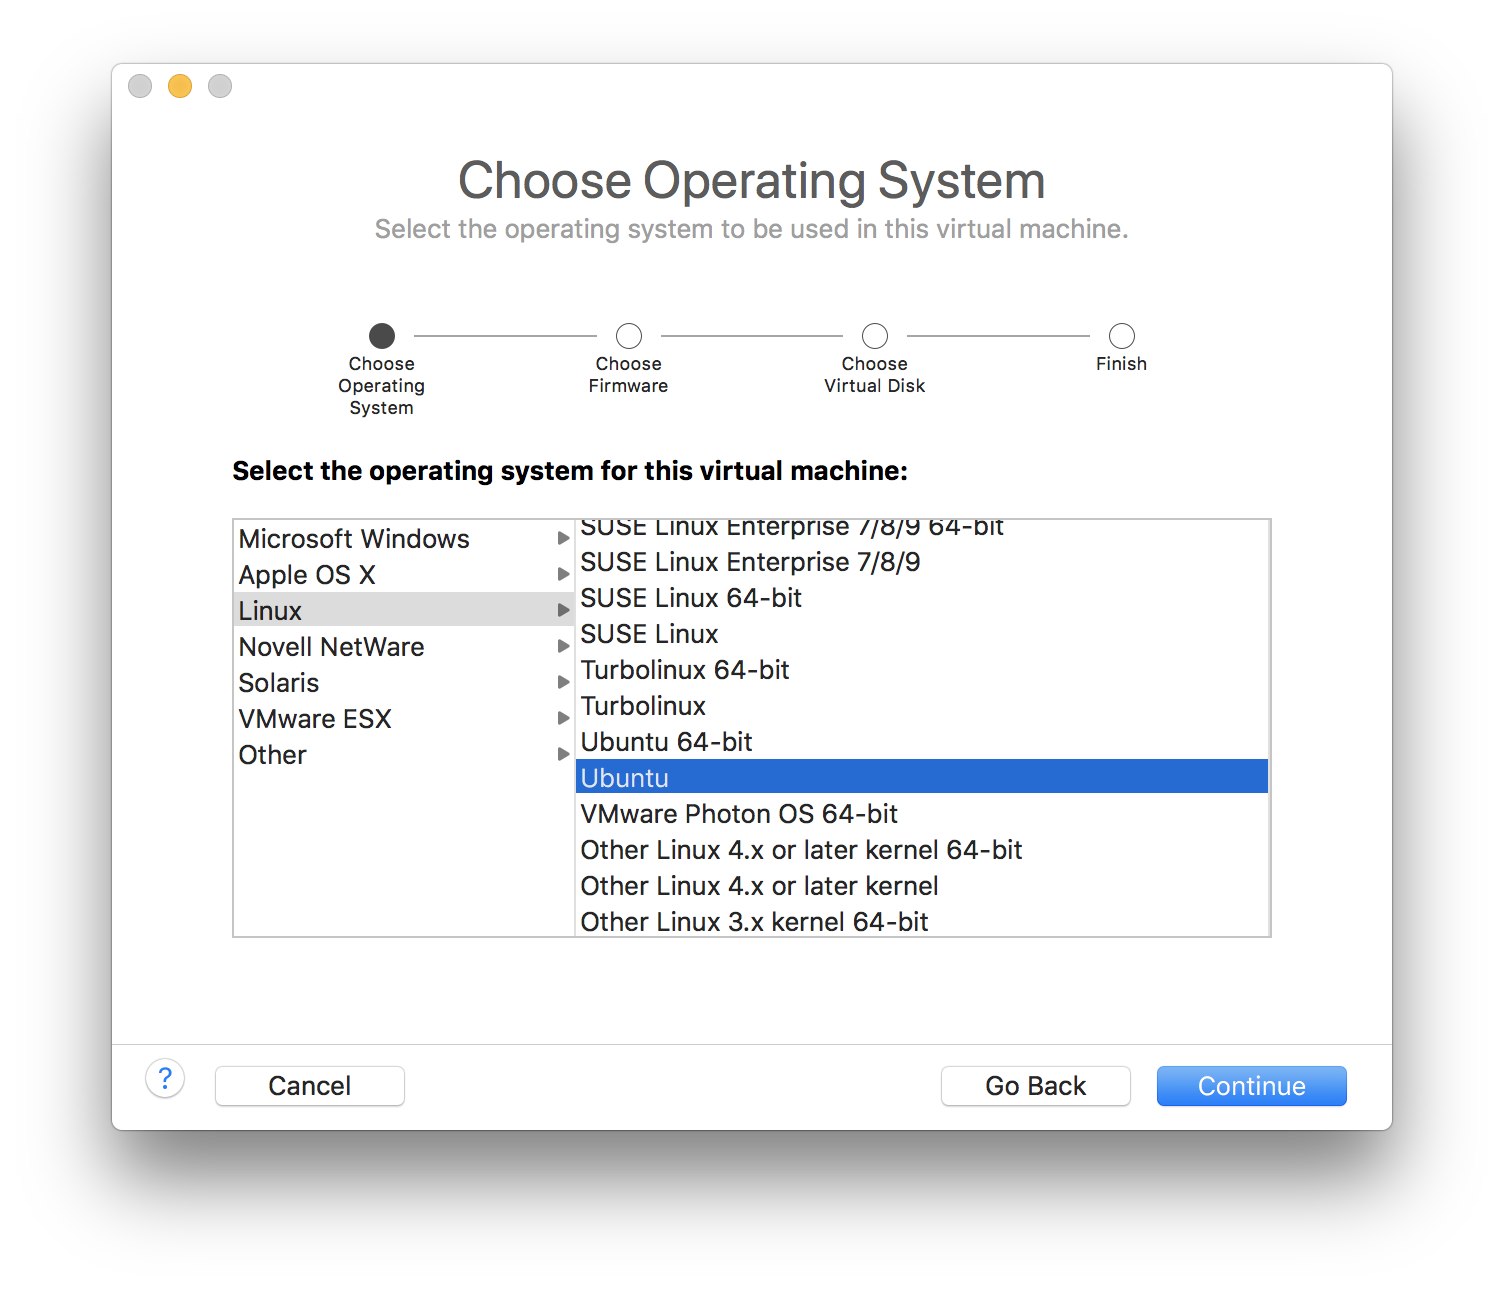 Choose Operating System
Select the operating system to be used in this virtual machine.
Choose
Operating
System
Choose
Firmware
Choose
Virtual Disk
Finish
Select the operating system for this virtual machine:
Microsoft Windows
Apple OS X
Linux
Novell NetWare
Solaris
VMware ESX
Other
SUSE Linux Enterprise 7/8/9 64-bit
SUSE Linux Enterprise 7/8/9
SUSE Linux 64-bit
SUSE Linux
Turbolinux 64-bit
Turbolinux
Ubuntu 64-bit
Ubuntu
VMware Photon OS 64-bit
Other Linux 4.x or later kernel 64-bit
Other Linux 4.x or later kernel
Other Linux 3.x kernel 64-bit
?
Cancel
Go Back
Continue